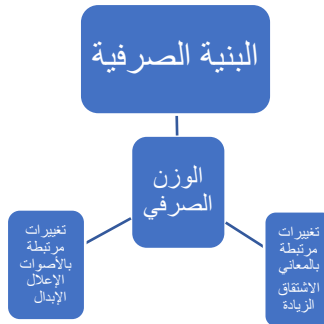 البنية الصرفية
الوزن
الصرفي
تغييرات
مرتبطة
بالمعاني
الاشتقاق
الزيادة
تغييرات
مرتبطة
بالأصوات
الإعلال
الإبدال